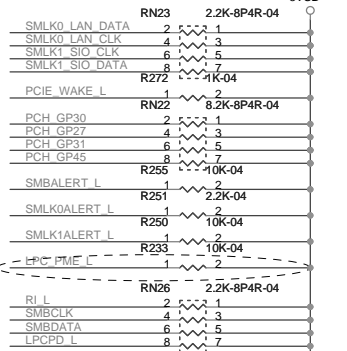 RN23 2.2K-8P4R-04
SMLK0_LAN_DATA 2 1
SMLK0_LAN_CLK 4 3
SMLK1_SIO_CLK 6 5
SMLK1_SIO_DATA 8 7
R272 1K-04
PCIE_WAKE_L 1 2
RN22 8.2K-8P4R-04
PCH_GP30 2 1
PCH_GP27 4 3
PCH_GP31 6 5
PCH_GP45 8 7
R255 10K-04
SMBALERT_L 1 2
R251 2.2K-04
SMLK0ALERT_L 1 2
R250 10K-04
SMLK1ALERT_L 1 2
R233 10K-04
LPC_PME_L 1 2
RN26 2.2K-8P4R-04
RI_L 2 1
SMBCLK 4 3
SMBDATA 6 5
LPCPD_L 8 7